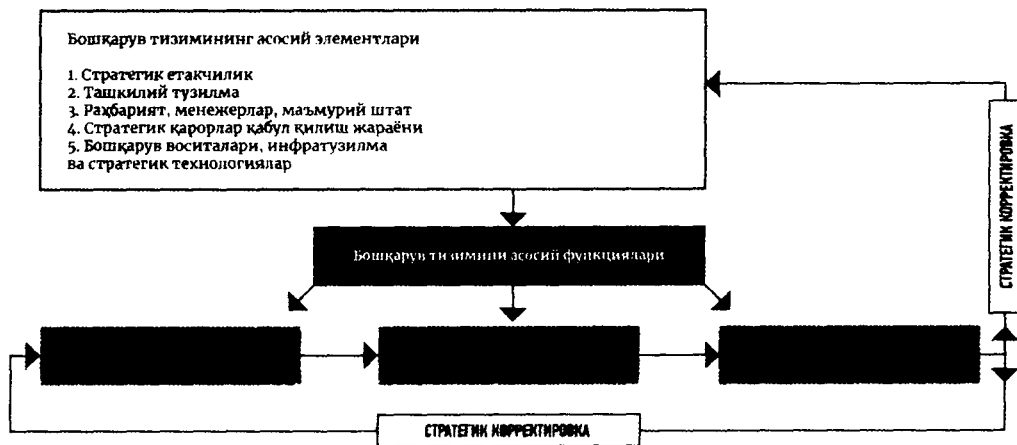 Бошқарув тизимининг асосий элементлари
1. Стратегик етакчилик
2. Ташкилий тузилма
3. Раҳбарият, менежерлар, маъмурий штат
4. Стратегик қарорлар қабул қилиш жараёни
5. Бошқарув воситалари, инфратузилма
ва стратегик технологиялар
Бошқарув тизимини асосий функциялари
СТРАТЕГИК КОРРЕКТИРОВКА
СТРАТЕГИК КОРРЕКТИРОВКА